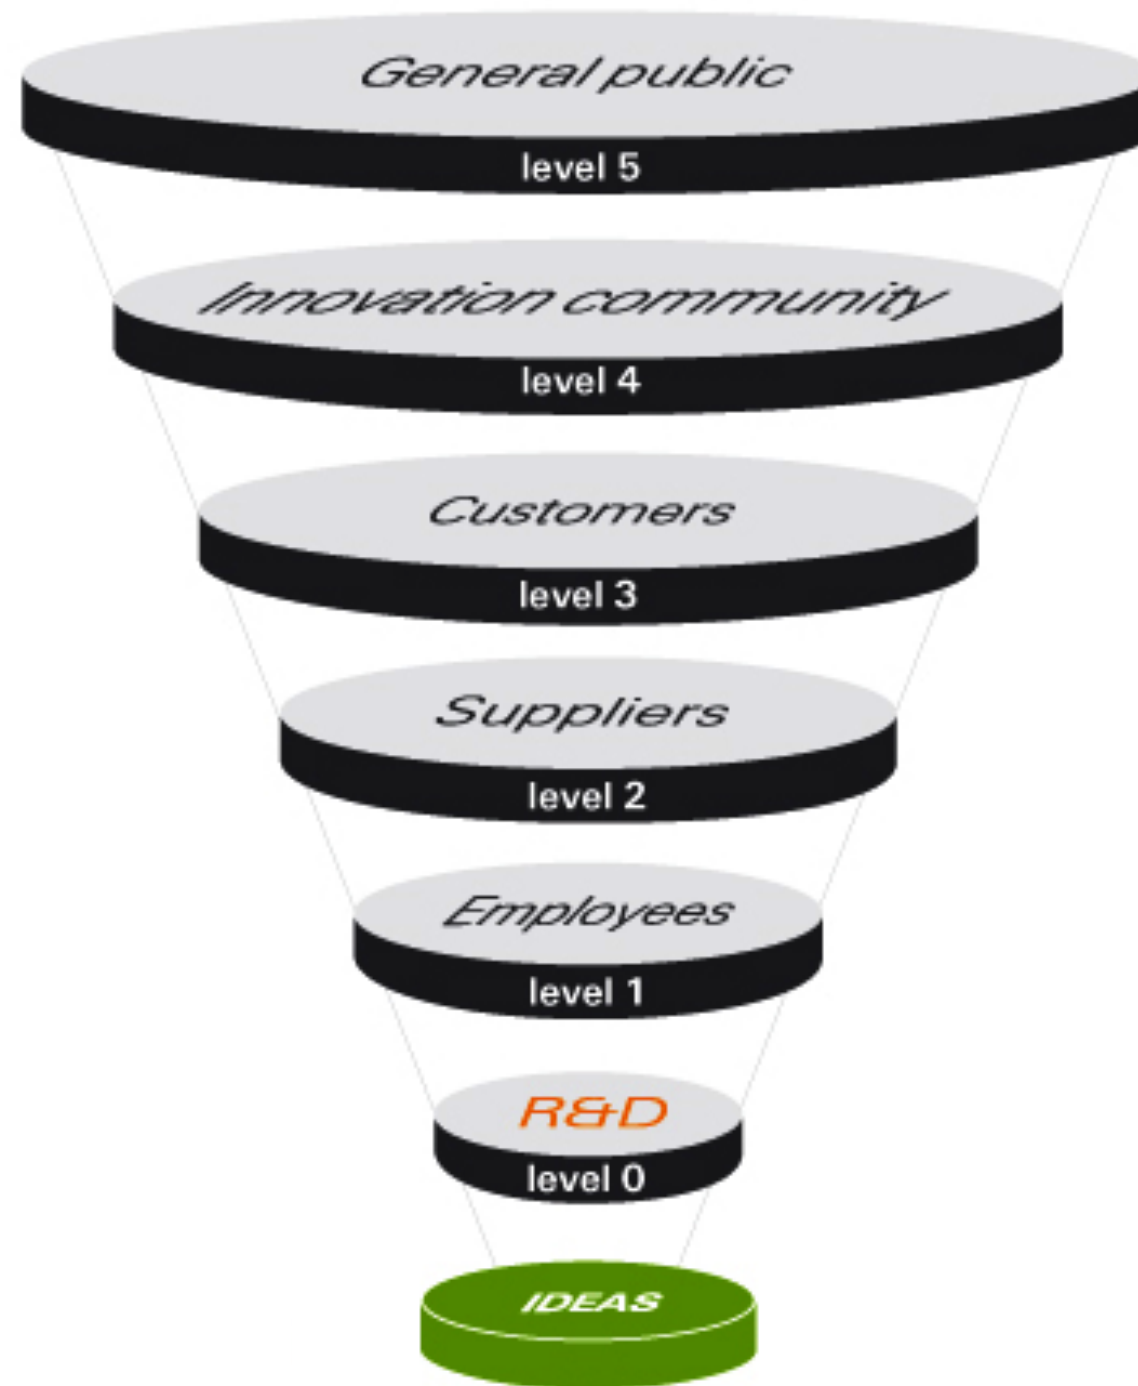 General public
level 5
Innovation community
level 4
Customers
level 3
Suppliers
level 2
Employees
level 1
R&D
level 0
IDEAS